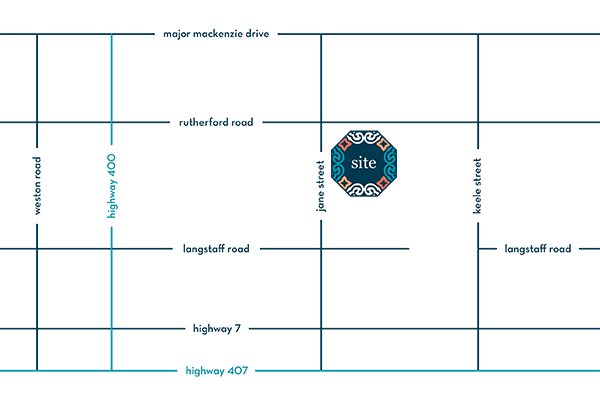 major mackenzie drive
rutherford road
weston road
highway 400
jane street
site
keele street
langstaff road
langstaff road
highway 7
highway 407